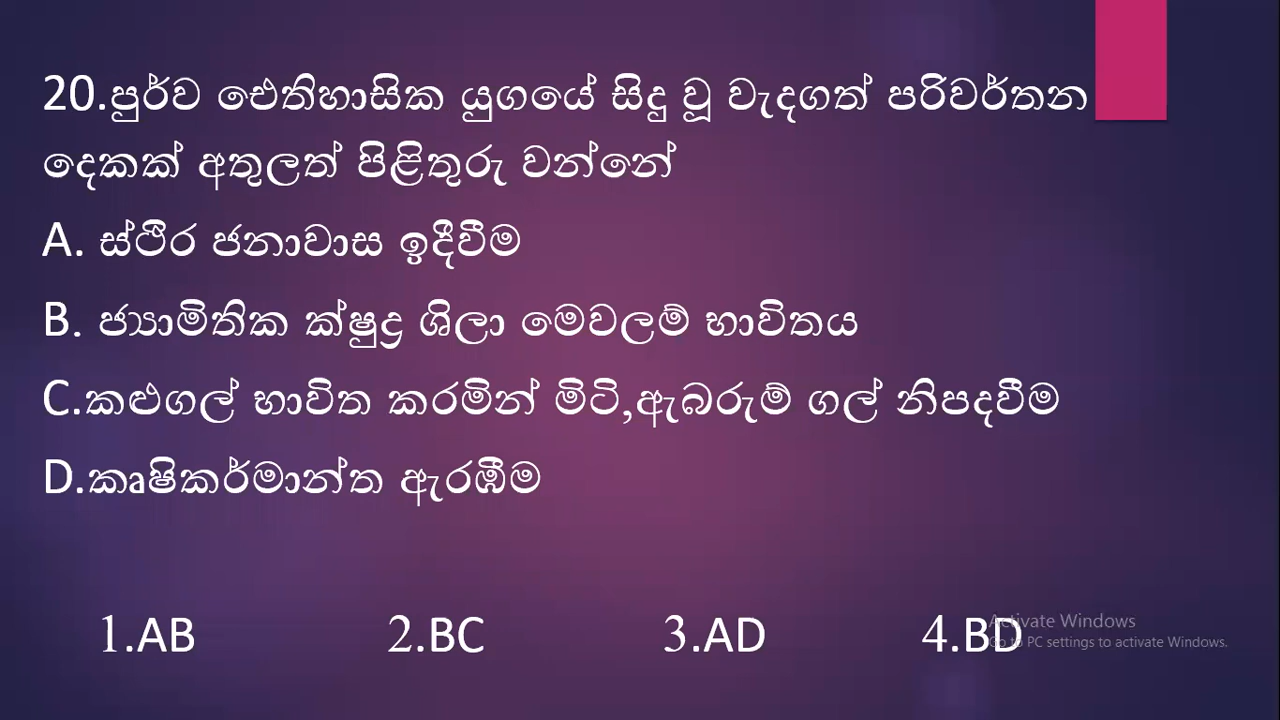 20.පුර්ව ඓතිහාසික යුගයේ සිදු වූ වැදගත් පරිවර්තන
දෙකක් අතුලත් පිළිතුරු වන්නේ
A. ස්ථිර ජනාවාස ඉදීවීම
B. ජ්‍යාමිතික ක්ෂුද්‍ර ශිලා මෙවලම් භාවිතය
C.කළුගල් භාවිත කරමින් මිටි,ඇබරුම් ගල් නිපදවීම
D.කෘෂිකර්මාන්ත ඇරඹීම
1.AB 2.BC 3.AD 4.BD
Activate Windows
Go to PC settings to activate Windows.